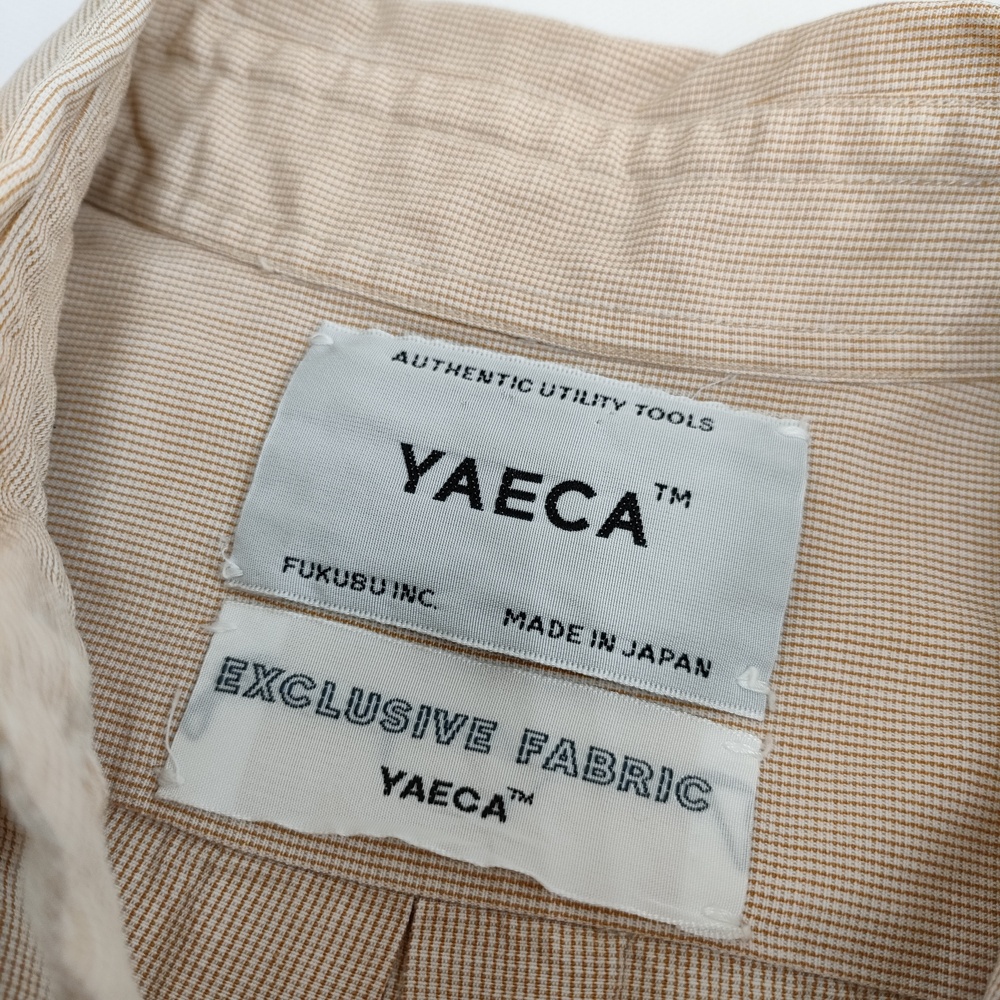 AUTHENTIC UTILITY TOOLS
YAECA™
FUKUBU INC. MADE IN JAPAN
EXCLUSIVE FABRIC
YAECA™